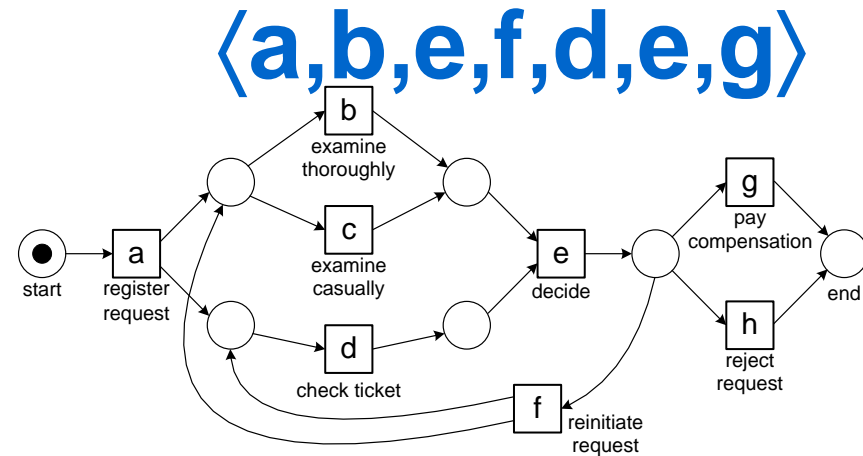 ⟨a,b,e,f,d,e,g⟩
b
examine
thoroughly
g
pay
compensation
c
examine
casually
a
register
request
e
decide
start
end
d
check ticket
h
reject
request
f
reinitiate
request